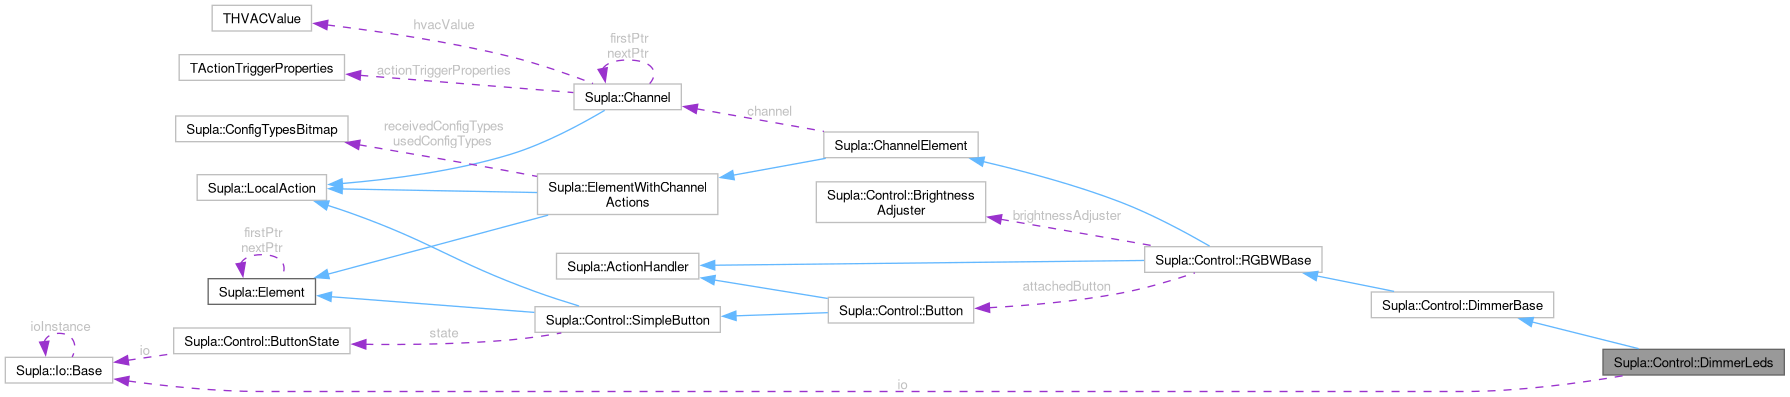 THVACValue
hvacValue
firstPtr
nextPtr
TActionTriggerProperties
actionTriggerProperties
Supla::Channel
channel
Supla::ConfigTypesBitmap
receivedConfigTypes
usedConfigTypes
Supla::ChannelElement
Supla::LocalAction
Supla::ElementWithChannel
Actions
Supla::Control::Brightness
Adjuster
brightnessAdjuster
firstPtr
nextPtr
Supla::ActionHandler
Supla::Control::RGBWBase
Supla::Element
attachedButton
Supla::Control::DimmerBase
Supla::Control::Button
Supla::Control::SimpleButton
ioInstance
state
Supla::Control::ButtonState
io
Supla::Io::Base
Supla::Control::DimmerLeds
io